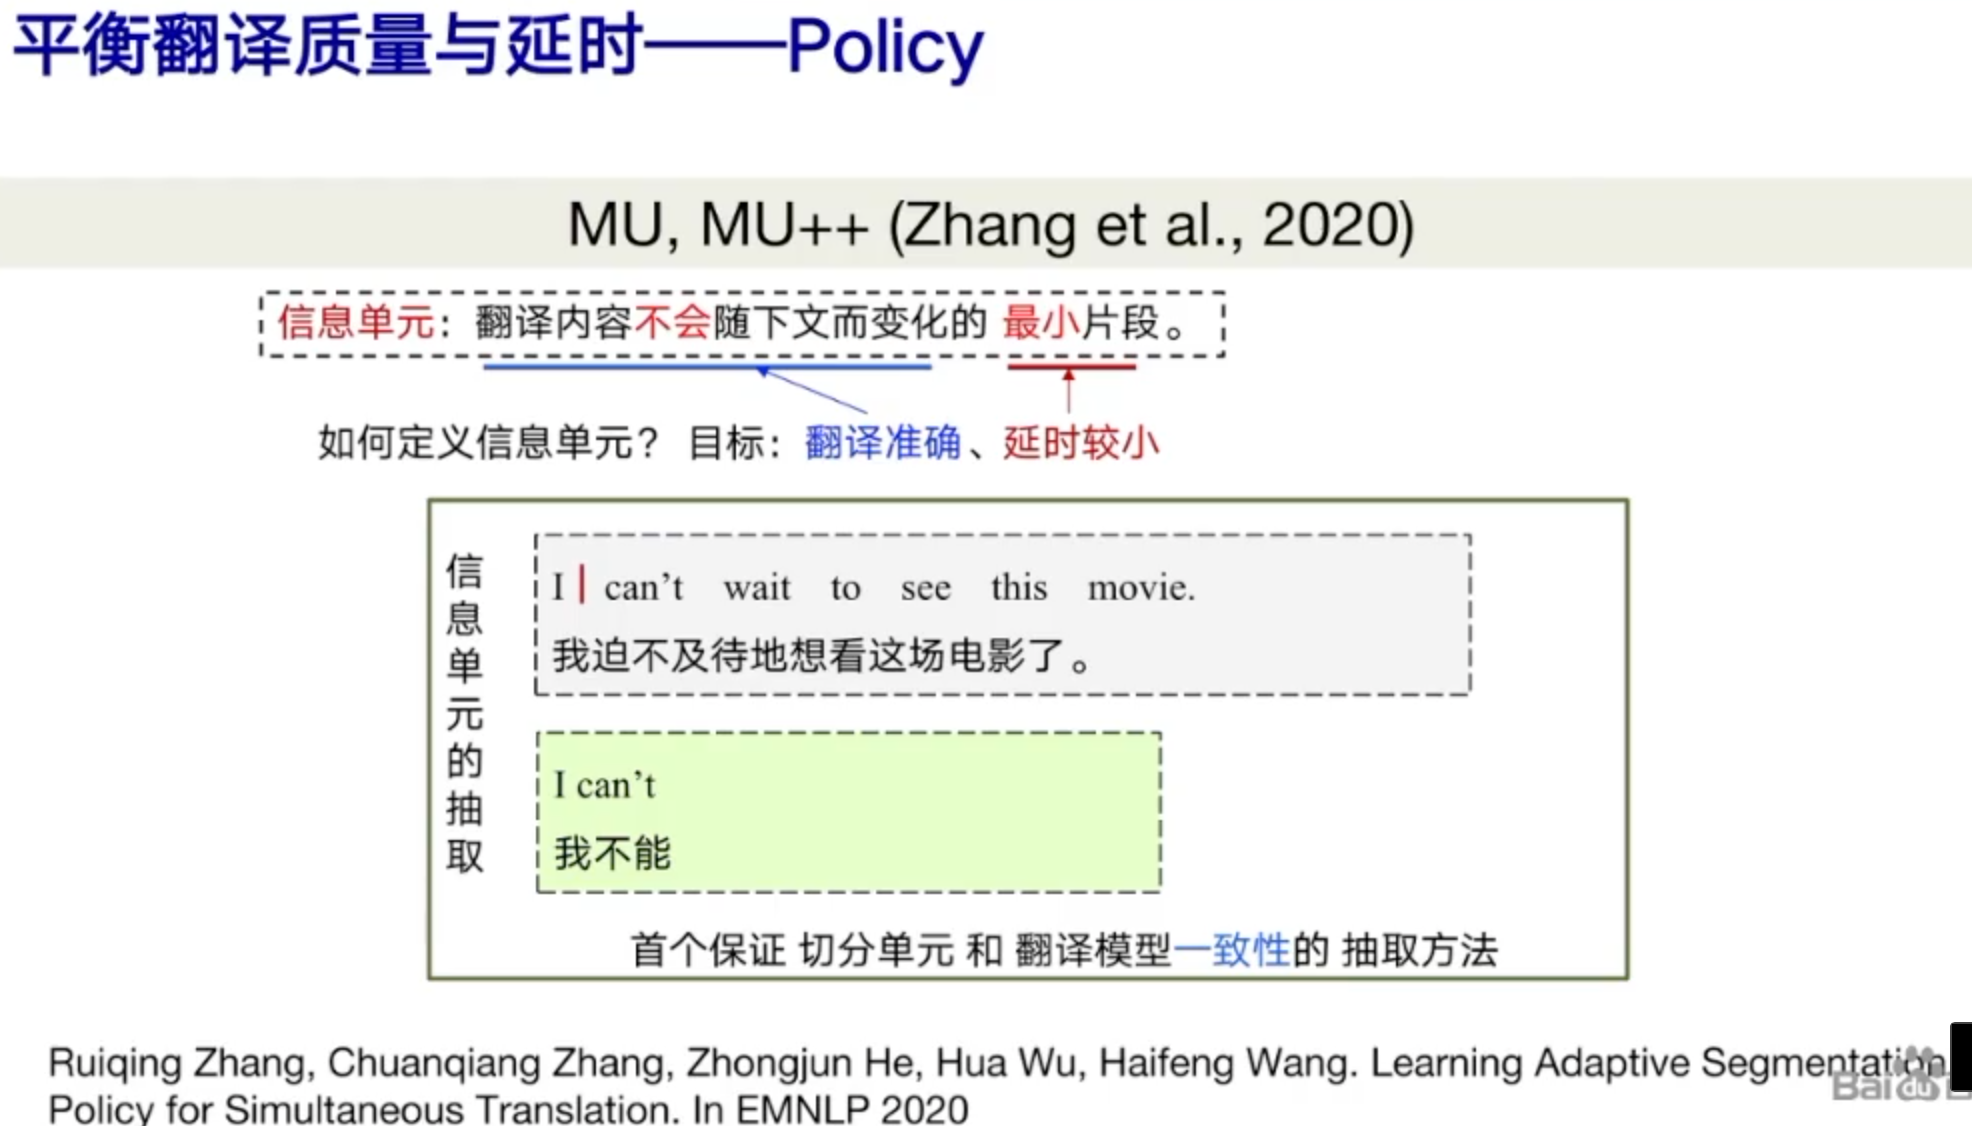 平衡翻译质量与延时——Policy
MU, MU++ (Zhang et al., 2020)
信息单元：翻译内容不会随下文而变化的 最小片段。
如何定义信息单元？ 目标：翻译准确、延时较小
信息单元的抽取
I can’t wait to see this movie.
我迫不及待地想看这场电影了。
I can’t
我不能
首个保证 切分单元 和 翻译模型一致性的 抽取方法
Ruiqing Zhang, Chuanqiang Zhang, Zhongjun He, Hua Wu, Haifeng Wang. Learning Adaptive Segmentation
Policy for Simultaneous Translation. In EMNLP 2020
Baidu